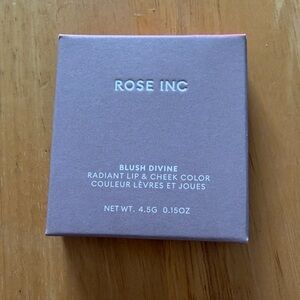 ROSE INC
BLUSH DIVINE
RADIANT LIP & CHEEK COLOR
COULEUR LÈVRES ET JOUES
NET WT. 4.5G 0.15OZ